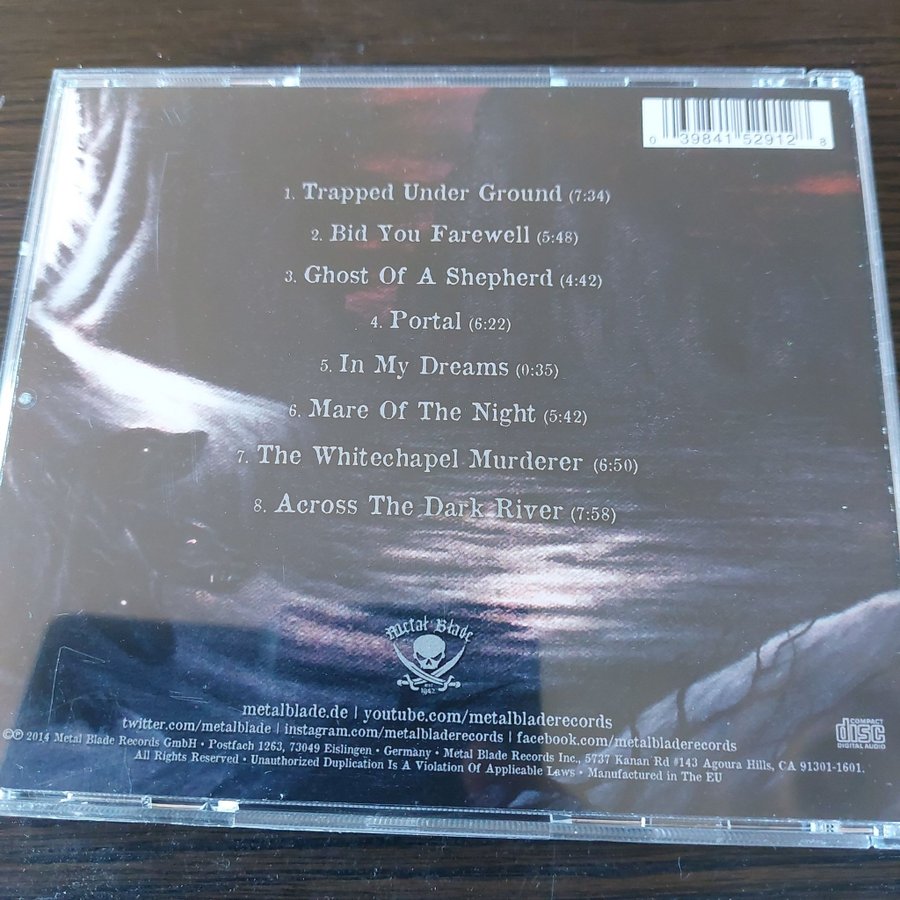 0 39841 52912 8
1. Trapped Under Ground (7:34)
2. Bid You Farewell (5:48)
3. Ghost Of A Shepherd (4:42)
4. Portal (6:22)
5. In My Dreams (0:35)
6. Mare Of The Night (5:42)
7. The Whitechapel Murderer (6:50)
8. Across The Dark River (7:58)
Metal Blade
metalblade.de | youtube.com/metalbladerecords
twitter.com/metalblade | instagram.com/metalbladerecords | facebook.com/metalbladerecords
COMPACT
disc
DIGITAL AUDIO
©℗ 2014 Metal Blade Records GmbH • Postfach 1263, 73049 Eislingen • Germany • Metal Blade Records Inc., 5737 Kanan Rd #143 Agoura Hills, CA 91301-1601.
All Rights Reserved • Unauthorized Duplication Is A Violation Of Applicable Laws • Manufactured in The EU